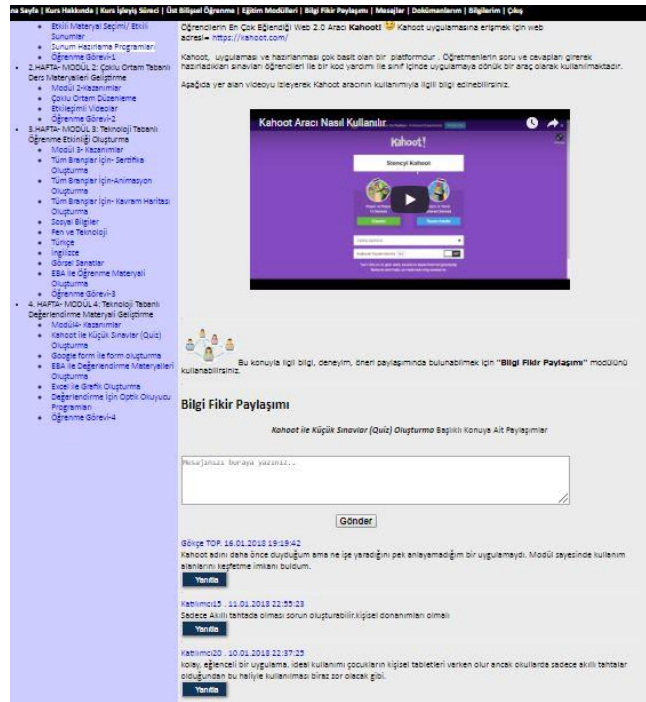 na Sayfa | Kurs Hakkında | Kurs İşleyiş Süreci | Üst Bilişsel Öğrenme | Eğitim Modülleri | Bilgi Fikir Paylaşımı | Mesajlar | Dokümanlarım | Bilgilerim | Çıkış
Etkili Materyal Seçimi/ Etkili
Sunumlar
Sunum Hazırlama Programları
Öğrenme Görevi-1
2.HAFTA- MODÜL 2: Çoklu Ortam Tabanlı
Ders Materyalleri Geliştirme
Modül 2-Kazanımlar
Çoklu Ortam Düzenleme
Etkileşimli Videolar
Öğrenme Görevi-2
3.HAFTA- MODÜL 3: Teknoloji Tabanlı
Öğrenme Etkinliği Oluşturma
Modül 3- Kazanımlar
Tüm Branşlar İçin- Sertifika
Oluşturma
Tüm Branşlar İçin-Animasyon
Oluşturma
Tüm Branşlar İçin- Kavram Haritası
Oluşturma
Sosyal Bilgiler
Fen ve Teknoloji
Türkçe
İngilizce
Görsel Sanatlar
EBA ile Öğrenme Materyali
Oluşturma
Öğrenme Görevi-3
4. HAFTA- MODÜL 4: Teknoloji Tabanlı
Değerlendirme Materyali Geliştirme
Modül4- Kazanımlar
Kahoot ile Küçük Sınavlar (Quiz)
Oluşturma
Google form ile form oluşturma
EBA ile Değerlendirme Materyalleri
Oluşturma
Excel ile Grafik Oluşturma
Değerlendirme İçin Optik Okuyucu
Programları
Öğrenme Görevi-4
Öğrencilerin En Çok Eğlendiği Web 2.0 Aracı Kahoot! Kahoot uygulamasına erişmek için web
adresi= https://kahoot.com/
Kahoot, uygulaması ve hazırlanması çok basit olan bir platformdur . Öğretmenlerin soru ve cevapları girerek
hazırladıkları sınavları öğrencileri ile bir kod yardımı ile sınıf içinde uygulamaya dönük bir araç olarak kullanılmaktadır.
Aşağıda yer alan videoyu izleyerek Kahoot aracının kullanımıyla ilgili bilgi edinebilirsiniz.
Kahoot Aracı Nasıl Kullanılır.
Kahoot!
Stencyl Kahoot
Bu konuyla ilgili bilgi, deneyim, öneri paylaşımında bulunabilmek için "Bilgi Fikir Paylaşımı" modülünü
kullanabilirsiniz.
Bilgi Fikir Paylaşımı
Kahoot ile Küçük Sınavlar (Quiz) Oluşturma Başlıklı Konuya Ait Paylaşımlar
Mesajınızı buraya yazınız..
Gönder
Gökçe TOP. 16.01.2018 19:19:42
Kahoot adını daha önce duyduğum ama ne işe yaradığını pek anlayamadığım bir uygulamaydı. Modül sayesinde kullanım
alanlarını keşfetme imkanı buldum.
Yanıtla
Katılımcı15 . 11.01.2018 22:55:23
Sadece Akıllı tahtada olması sorun oluşturabilir.kişisel donanımları olmalı
Yanıtla
Katılımcı20 . 10.01.2018 22:37:25
kolay, eğlenceli bir uygulama, ideal kullanımı çocukların kişisel tabletleri varken olur ancak okullarda sadece akıllı tahtalar
olduğundan bu haliyle kullanılması biraz zor olacak gibi.
Yanıtla